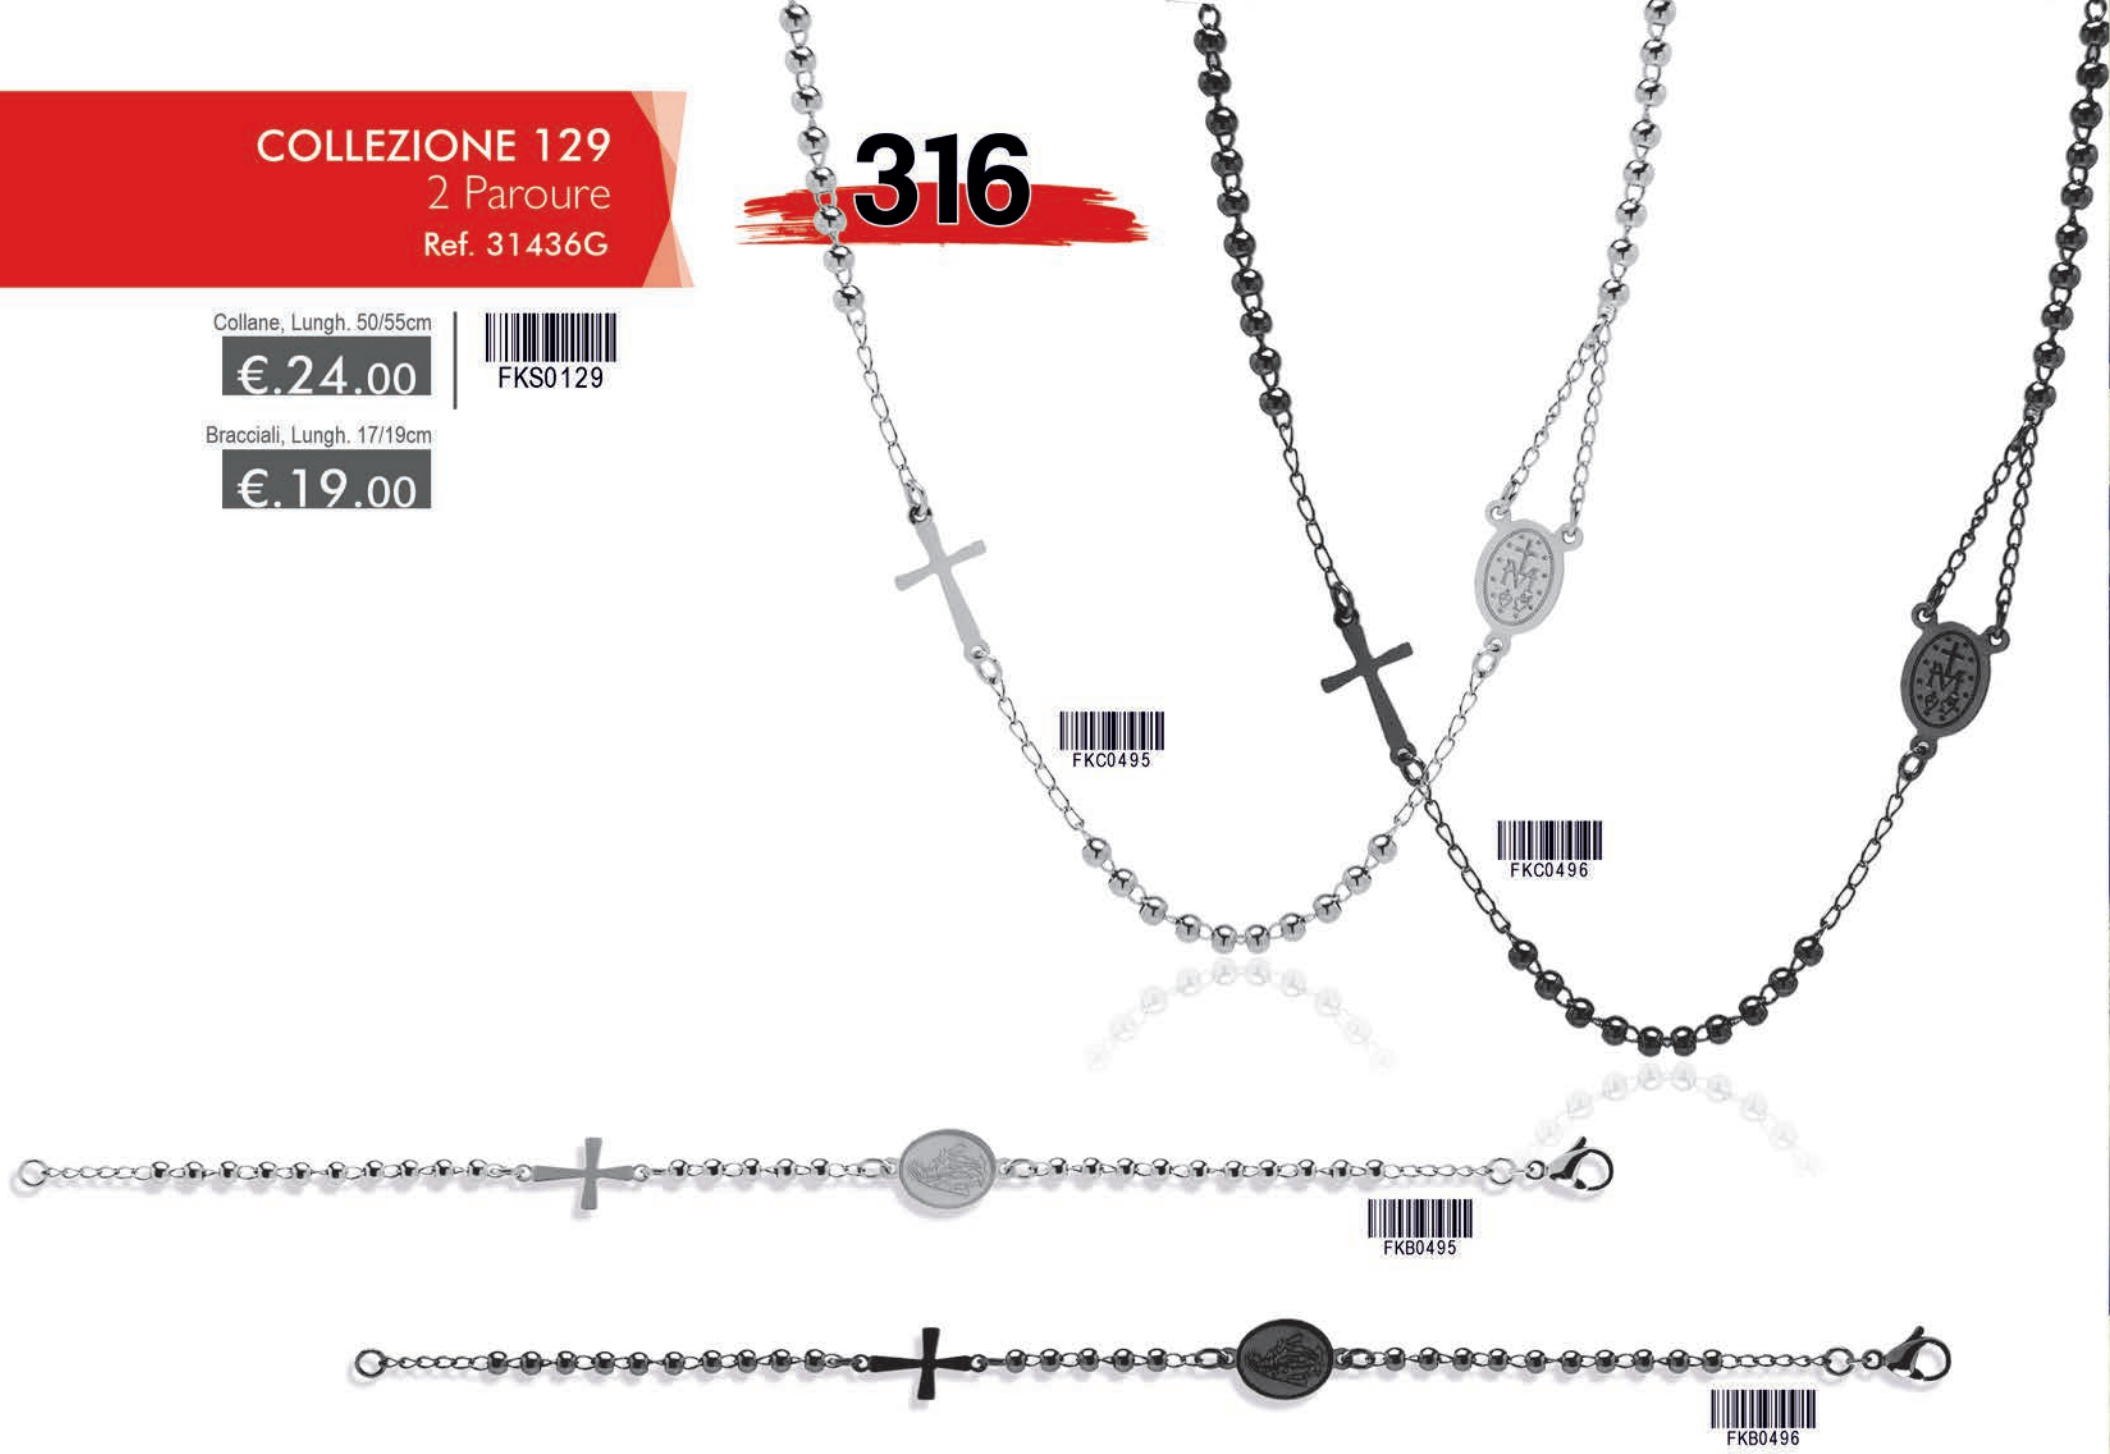 COLLEZIONE 129
2 Paroure
Ref. 31436G
316
Collane, Lungh. 50/55cm
€.24.00
FKS0129
Bracciali, Lungh. 17/19cm
€.19.00
FKC0495
FKC0496
FKB0495
FKB0496